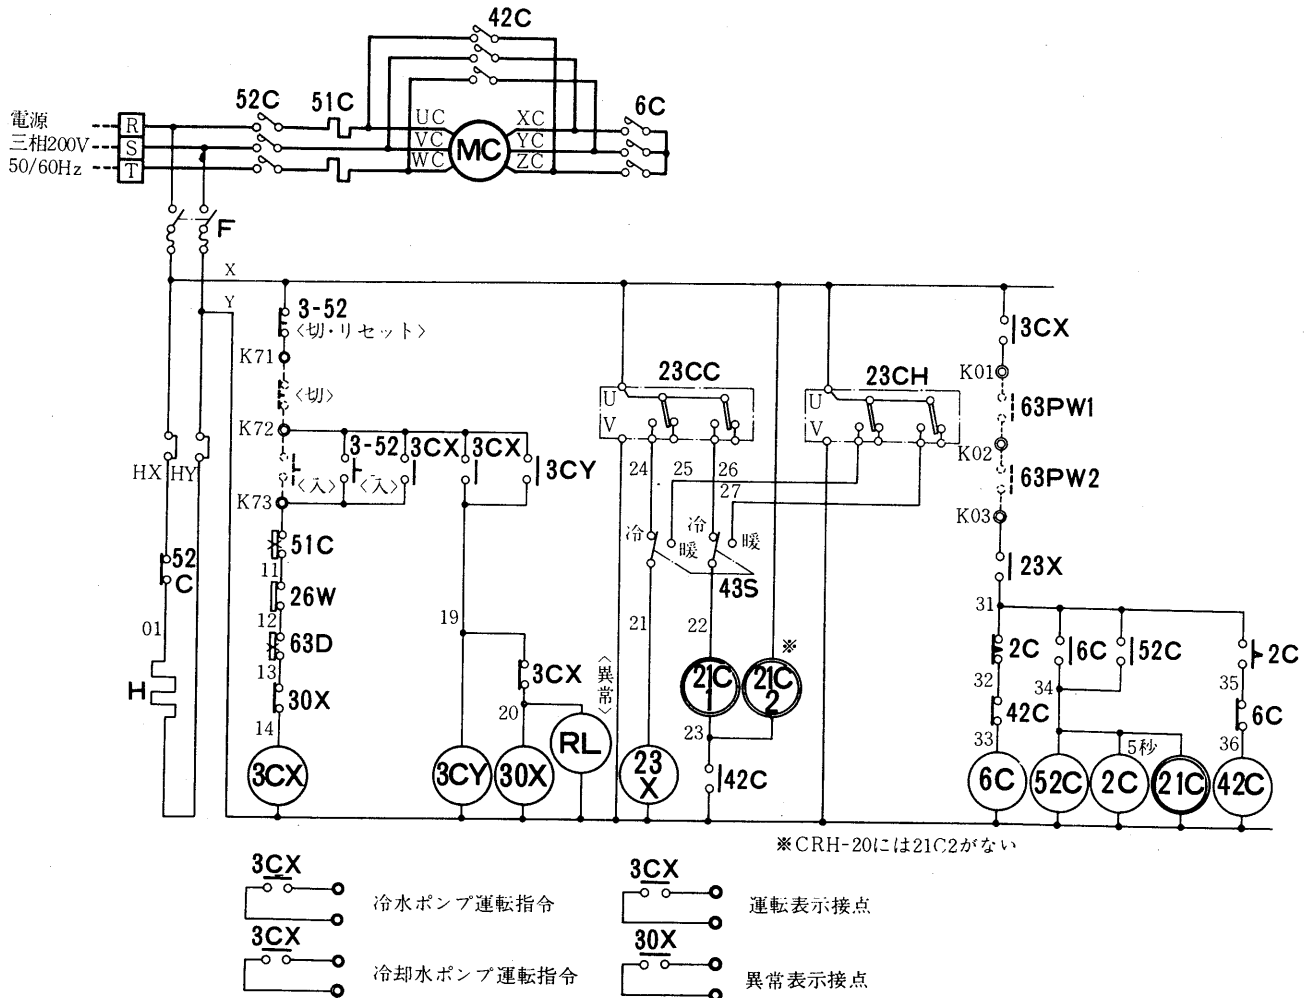 42C
52C
51C
6C
電源
三相200V
50/60Hz
R
S
T
UC
VC
WC
MC
XC
YC
ZC
F
X
Y
3-52
〈切・リセット〉
K71
〈切〉
K72
K73
〈入〉
3-52
〈入〉
3CX
3CX
3CY
51C
11
26W
12
63D
13
30X
14
3CX
HX
HY
52
C
01
H
19
3CX
20
〈異常〉
3CY
30X
RL
23CC
U
V
24
25
26
27
冷
暖
冷
暖
43S
21
22
21C
1
※
21C
2
23
23
X
42C
23CH
U
V
3CX
K01
63PW1
K02
63PW2
K03
23X
31
2C
32
42C
33
6C
6C
52C
34
5秒
52C
2C
21C
2C
35
6C
36
42C
※CRH-20には21C2がない
3CX
冷水ポンプ運転指令
3CX
運転表示接点
3CX
冷却水ポンプ運転指令
30X
異常表示接点